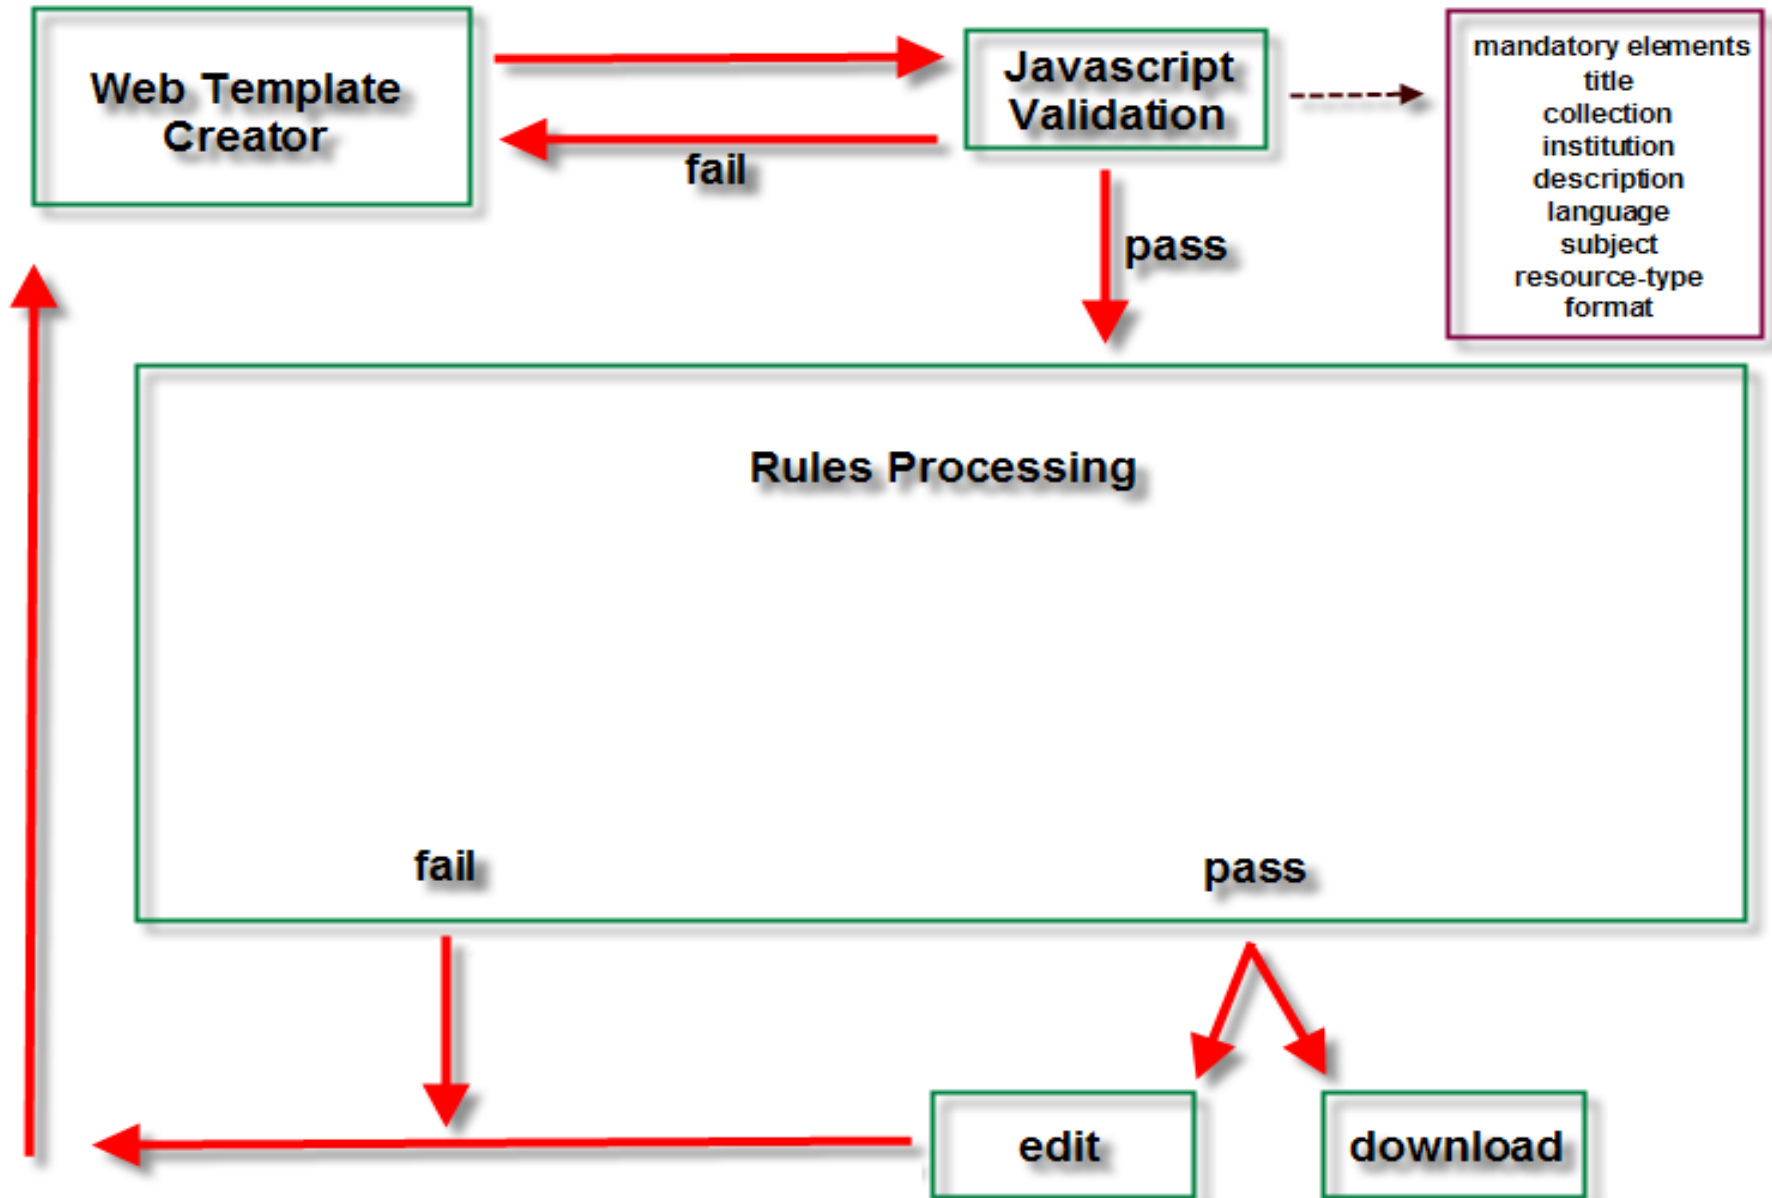 Web Template
Creator
fail
Javascript
Validation
pass
mandatory elements
title
collection
institution
description
language
subject
resource-type
format
Rules Processing
fail
pass
edit
download